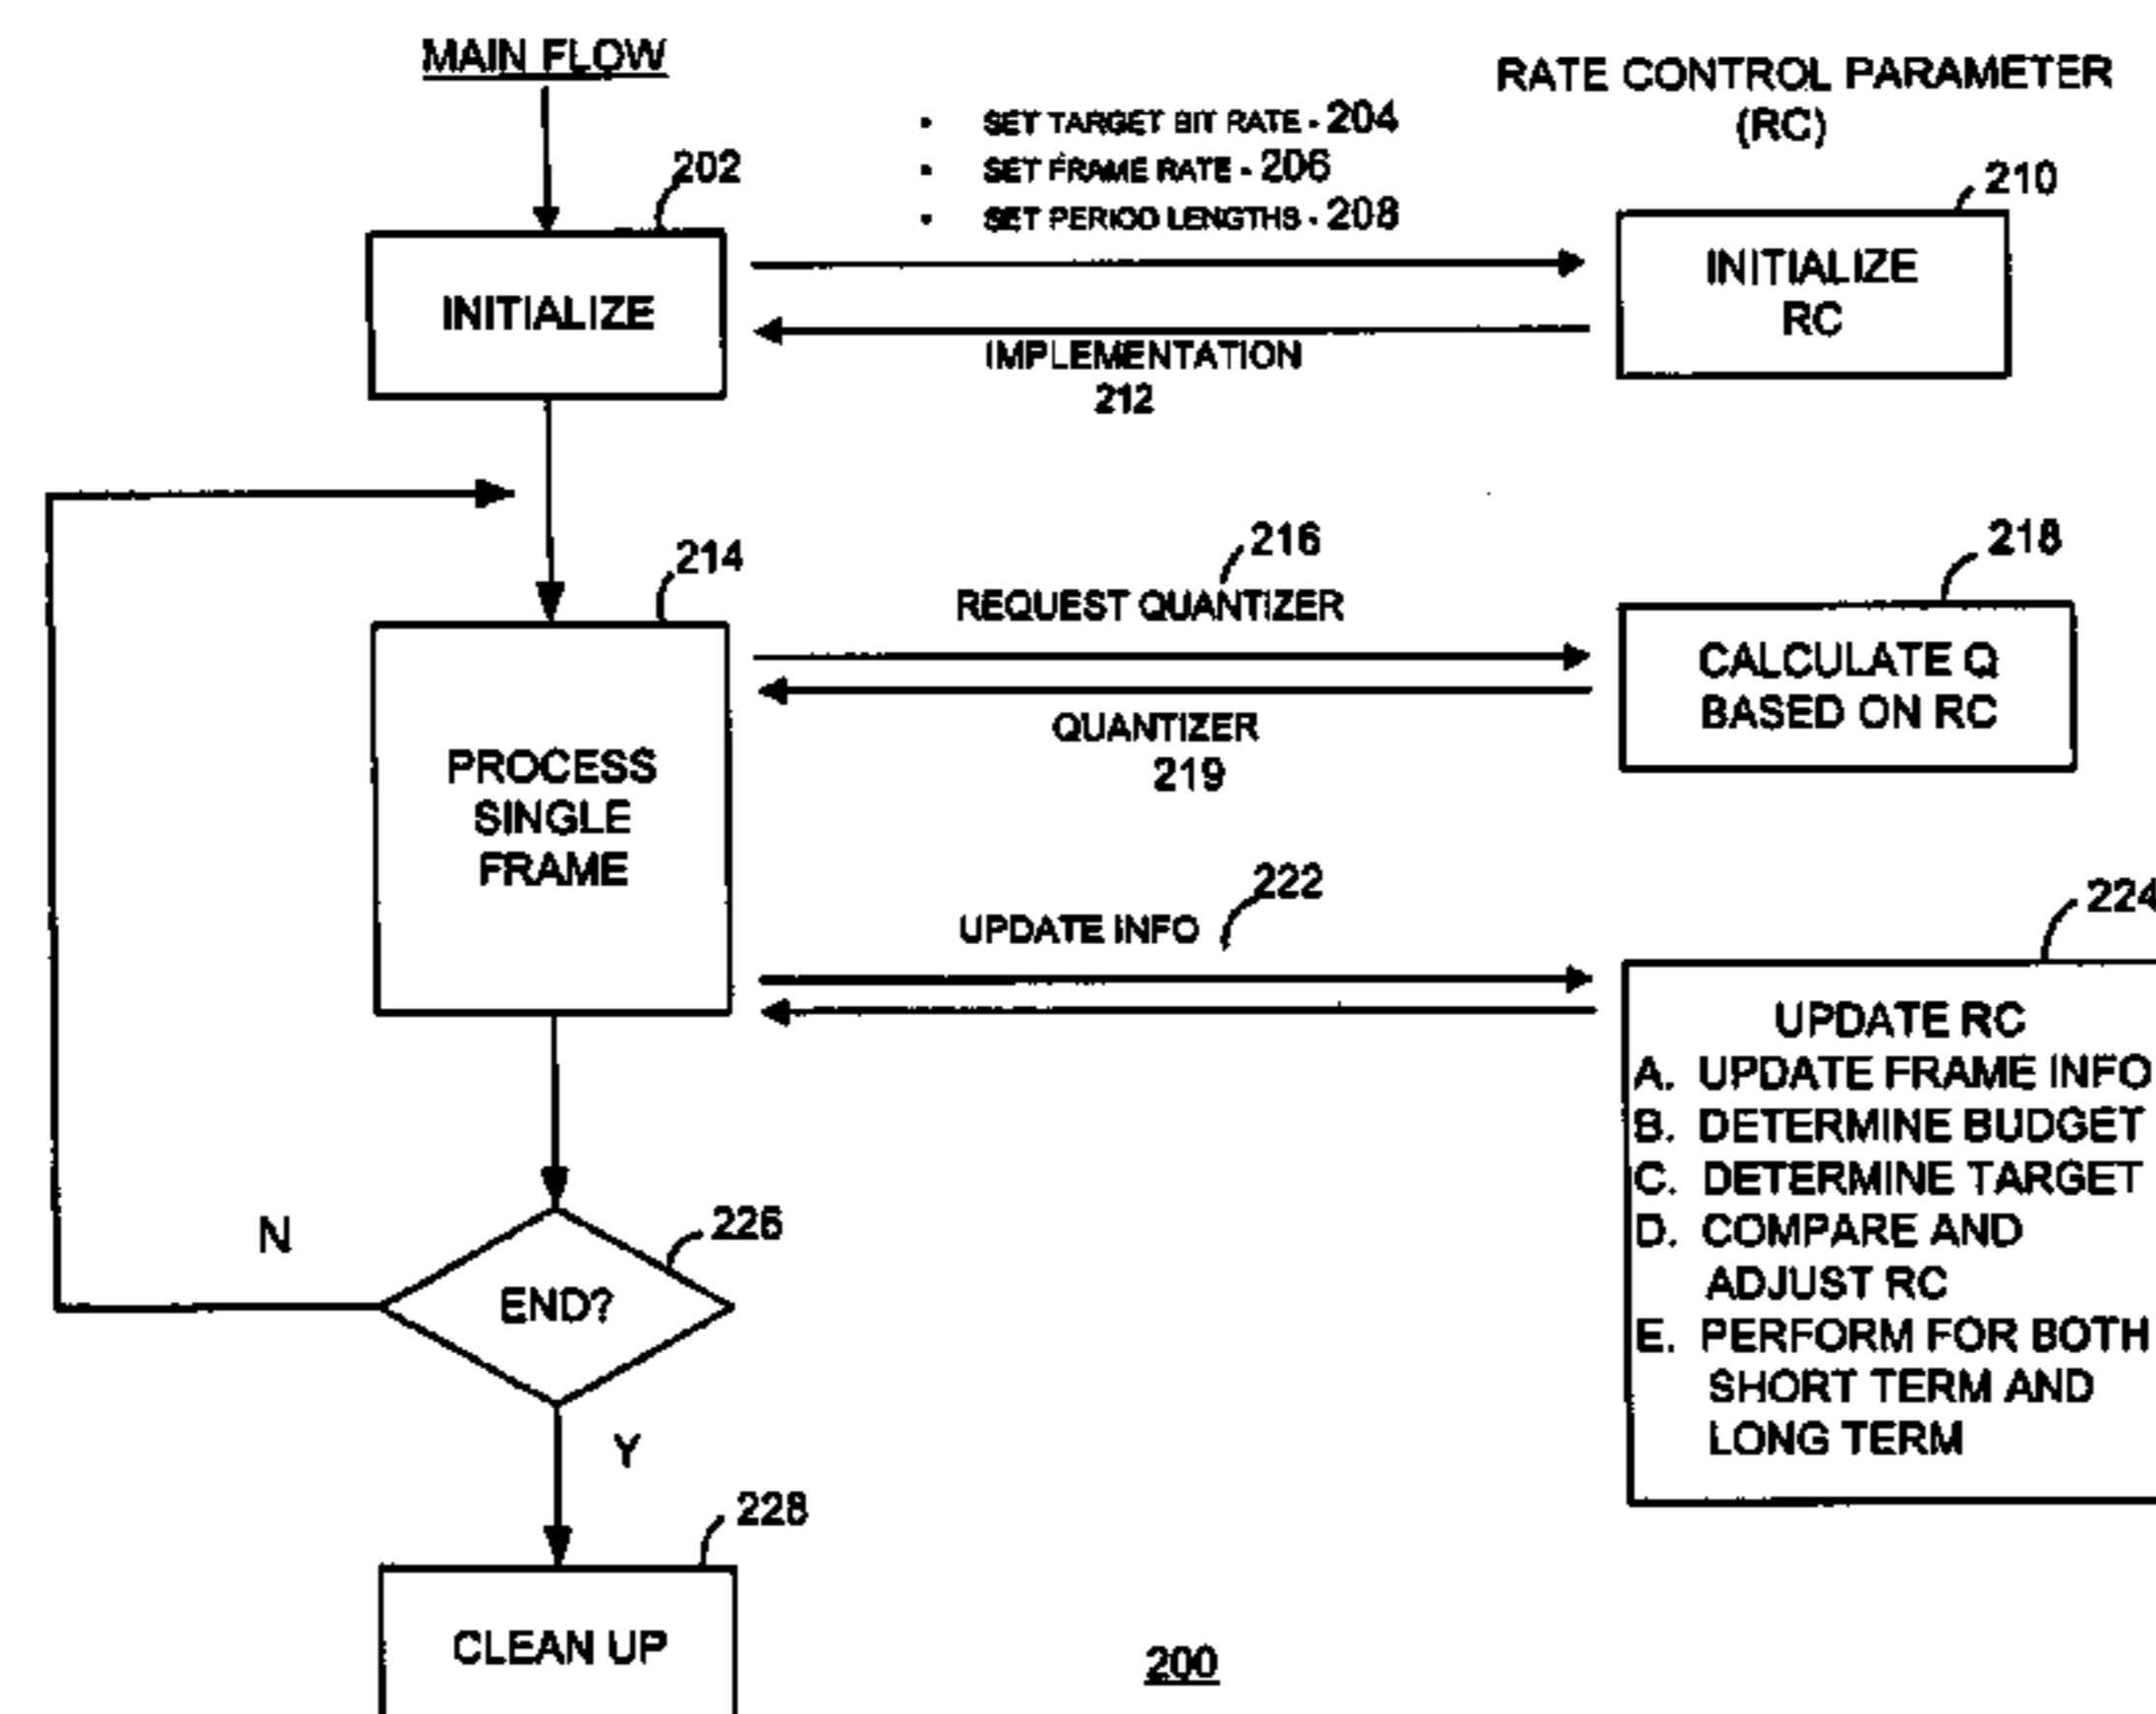 MAIN FLOW
RATE CONTROL PARAMETER
(RC)
• SET TARGET BIT RATE - 204
• SET FRAME RATE - 206
• SET PERIOD LENGTHS - 208
202
210
INITIALIZE
INITIALIZE
RC
IMPLEMENTATION
212
214
216
218
REQUEST QUANTIZER
CALCULATE Q
BASED ON RC
QUANTIZER
219
PROCESS
SINGLE
FRAME
222
UPDATE INFO
224
UPDATE RC
A. UPDATE FRAME INFO
B. DETERMINE BUDGET
C. DETERMINE TARGET
D. COMPARE AND
ADJUST RC
E. PERFORM FOR BOTH
SHORT TERM AND
LONG TERM
N
226
END?
Y
228
CLEAN UP
200